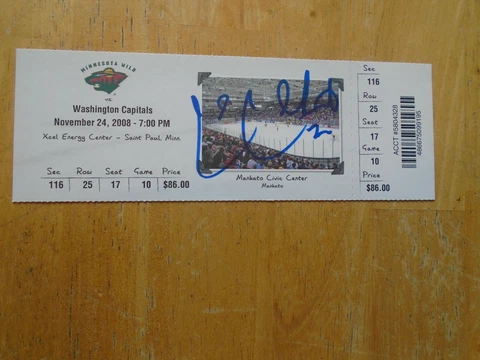 MINNESOTA WILD
vs.
Washington Capitals
November 24, 2008 - 7:00 PM
Xcel Energy Center - Saint Paul, Minn.
Sec Row Seat Game Price
116 25 17 10 $86.00
Mankato Civic Center
Mankato
Sec
116
Row
25
Seat
17
Game
10
Price
$86.00